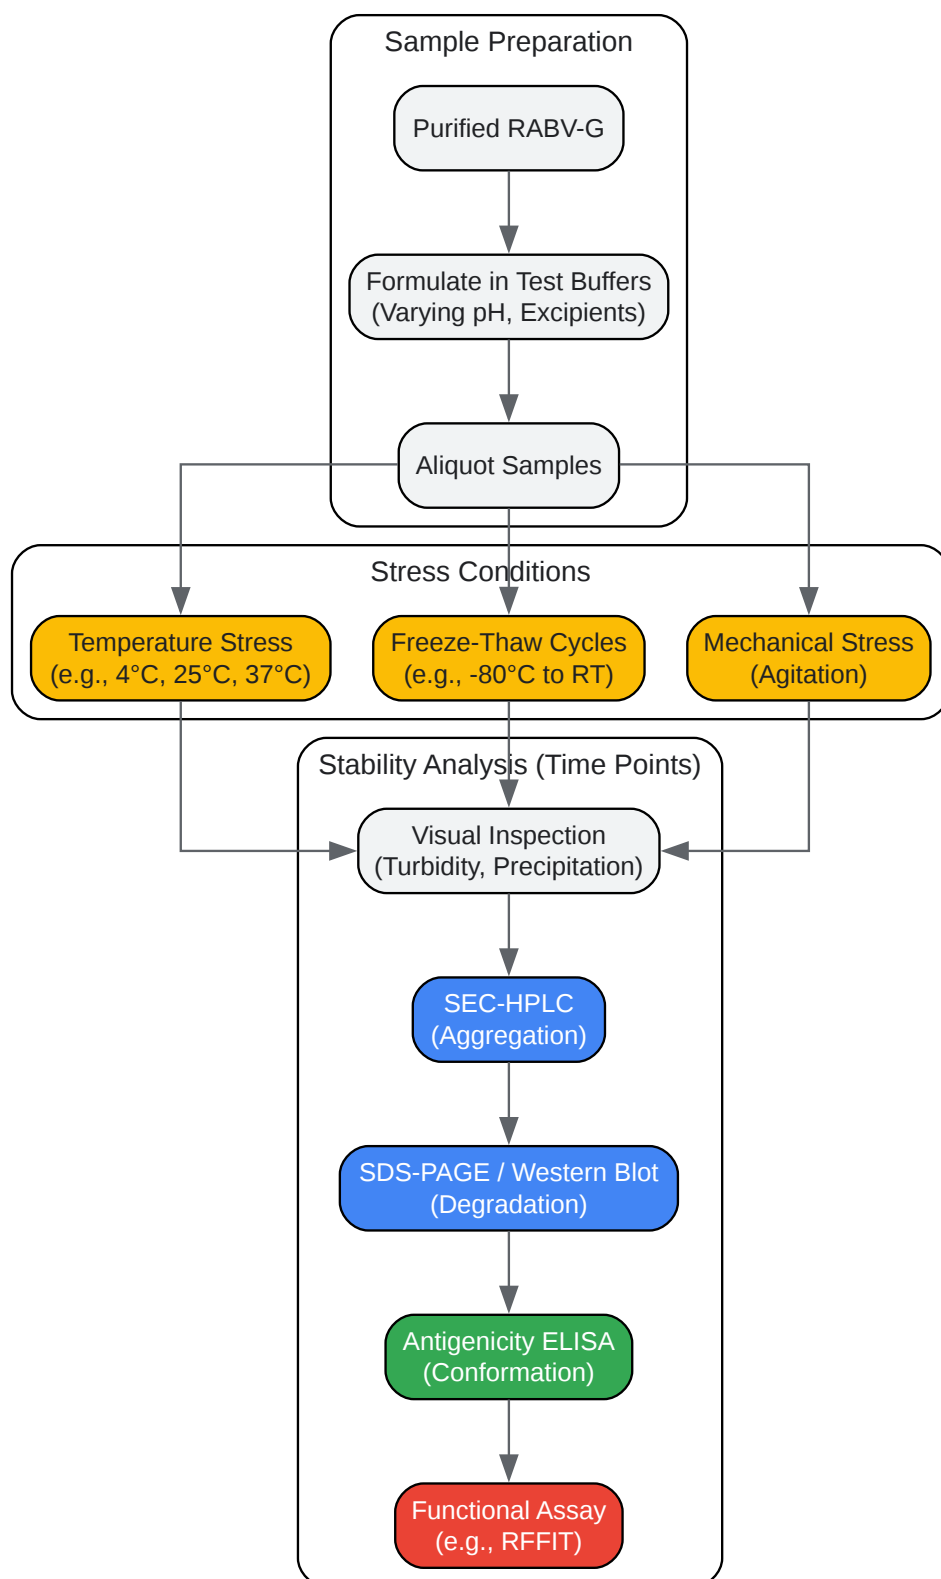 Sample Preparation
Purified RABV-G
Formulate in Test Buffers
(Varying pH, Excipients)
Aliquot Samples
Stress Conditions
Temperature Stress
(e.g., 4°C, 25°C, 37°C)
Freeze-Thaw Cycles
(e.g., -80°C to RT)
Mechanical Stress
(Agitation)
Stability Analysis (Time Points)
Visual Inspection
(Turbidity, Precipitation)
SEC-HPLC
(Aggregation)
SDS-PAGE / Western Blot
(Degradation)
Antigenicity ELISA
(Conformation)
Functional Assay
(e.g., RFFIT)